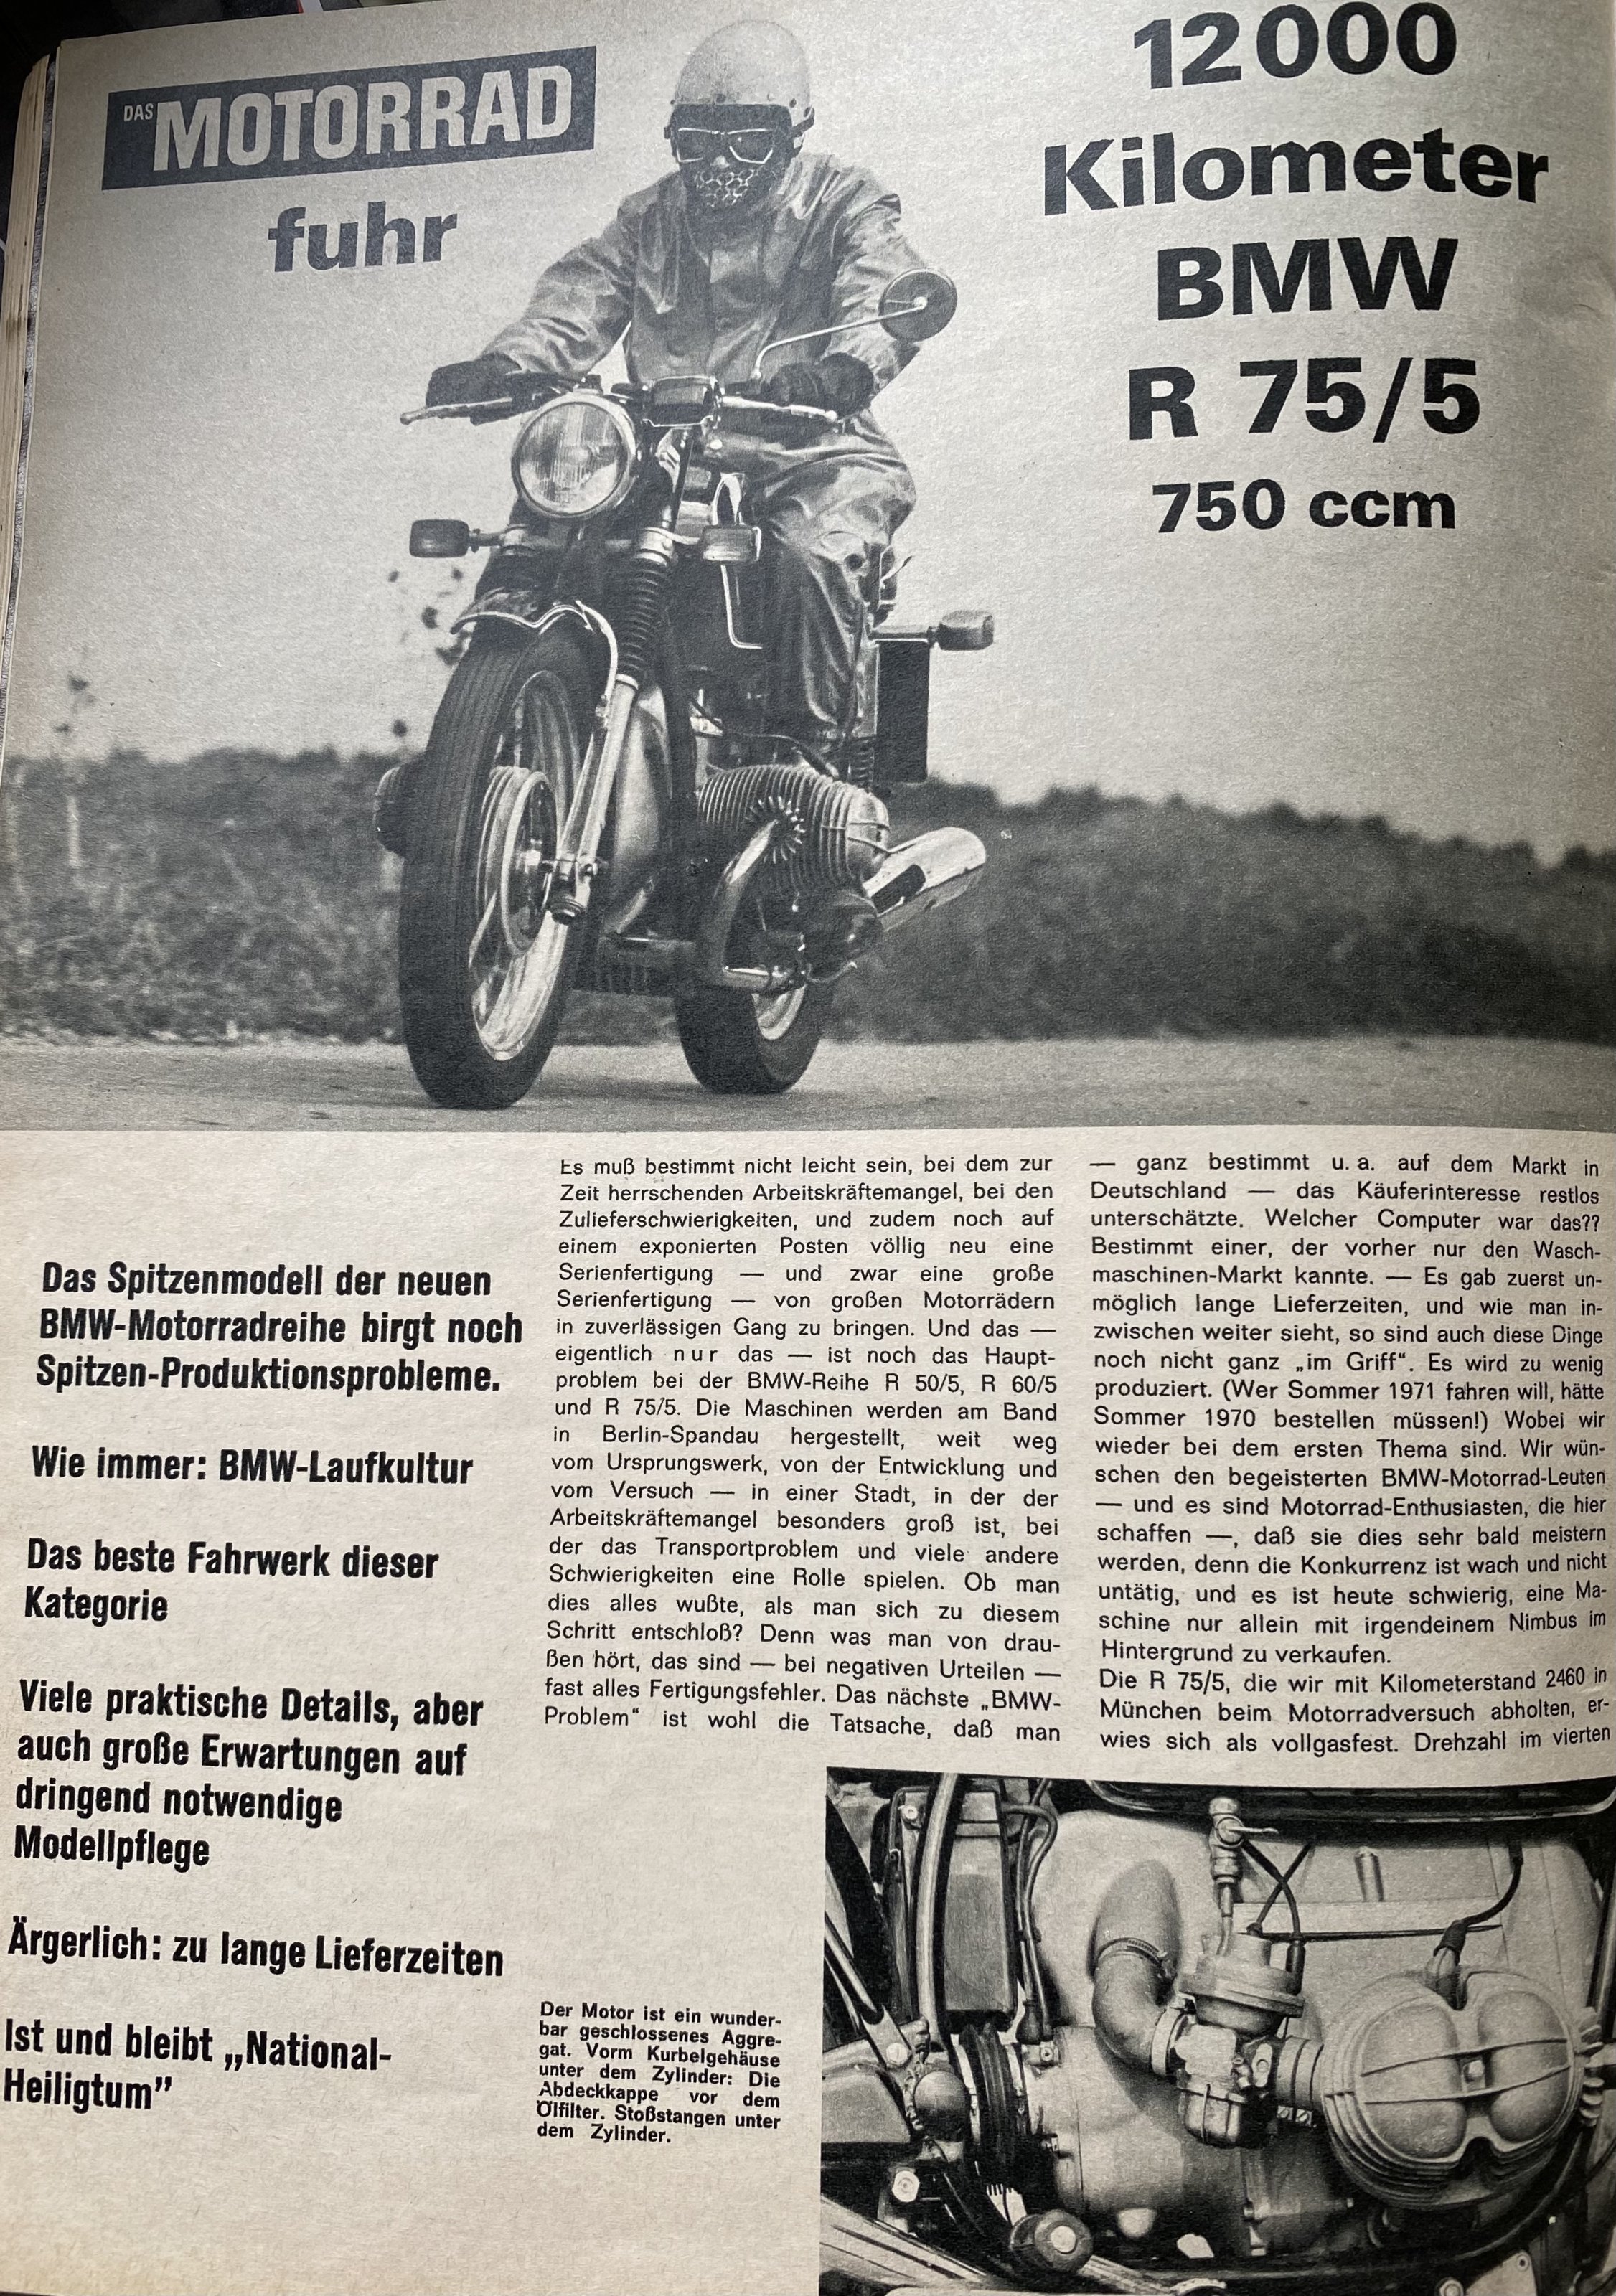 DAS MOTORRAD
fuhr
12 000
Kilometer
BMW
R 75/5
750 ccm
Das Spitzenmodell der neuen
BMW-Motorradreihe birgt noch
Spitzen-Produktionsprobleme.
Wie immer: BMW-Laufkultur
Das beste Fahrwerk dieser
Kategorie
Viele praktische Details, aber
auch große Erwartungen auf
dringend notwendige
Modellpflege
Ärgerlich: zu lange Lieferzeiten
Ist und bleibt „National-
Heiligtum”
Es muß bestimmt nicht leicht sein, bei dem zur
Zeit herrschenden Arbeitskräftemangel, bei den
Zulieferschwierigkeiten, und zudem noch auf
einem exponierten Posten völlig neu eine
Serienfertigung — und zwar eine große
Serienfertigung — von großen Motorrädern
in zuverlässigen Gang zu bringen. Und das —
eigentlich n u r das — ist noch das Haupt-
problem bei der BMW-Reihe R 50/5, R 60/5
und R 75/5. Die Maschinen werden am Band
in Berlin-Spandau hergestellt, weit weg
vom Ursprungswerk, von der Entwicklung und
vom Versuch — in einer Stadt, in der der
Arbeitskräftemangel besonders groß ist, bei
der das Transportproblem und viele andere
Schwierigkeiten eine Rolle spielen. Ob man
dies alles wußte, als man sich zu diesem
Schritt entschloß? Denn was man von drau-
ßen hört, das sind — bei negativen Urteilen —
fast alles Fertigungsfehler. Das nächste „BMW-
Problem“ ist wohl die Tatsache, daß man
— ganz bestimmt u. a. auf dem Markt in
Deutschland — das Käuferinteresse restlos
unterschätzte. Welcher Computer war das??
Bestimmt einer, der vorher nur den Wasch-
maschinen-Markt kannte. — Es gab zuerst un-
möglich lange Lieferzeiten, und wie man in-
zwischen weiter sieht, so sind auch diese Dinge
noch nicht ganz „im Griff“. Es wird zu wenig
produziert. (Wer Sommer 1971 fahren will, hätte
Sommer 1970 bestellen müssen!) Wobei wir
wieder bei dem ersten Thema sind. Wir wün-
schen den begeisterten BMW-Motorrad-Leuten
— und es sind Motorrad-Enthusiasten, die hier
schaffen —, daß sie dies sehr bald meistern
werden, denn die Konkurrenz ist wach und nicht
untätig, und es ist heute schwierig, eine Ma-
schine nur allein mit irgendeinem Nimbus im
Hintergrund zu verkaufen.
Die R 75/5, die wir mit Kilometerstand 2460 in
München beim Motorradversuch abholten, er-
wies sich als vollgasfest. Drehzahl im vierten
Der Motor ist ein wunder-
bar geschlossenes Aggre-
gat. Vorm Kurbelgehäuse
unter dem Zylinder: Die
Abdeckkappe vor dem
Ölfilter. Stoßstangen unter
dem Zylinder.